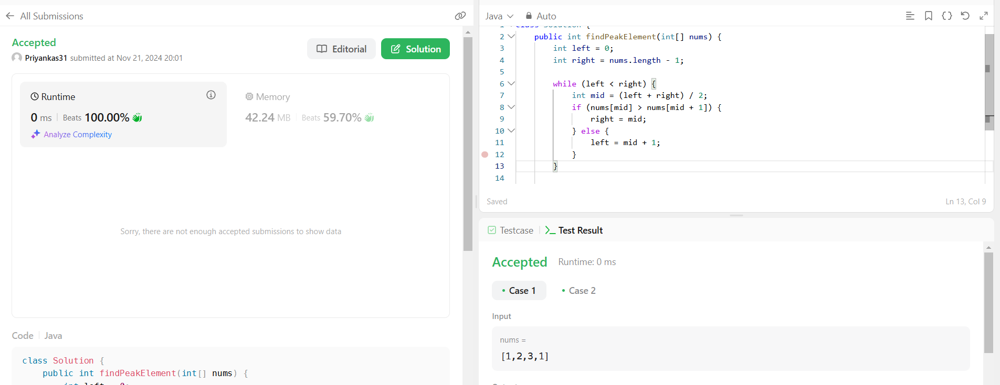 All Submissions
Accepted
Priyankas31 submitted at Nov 21, 2024 20:01
Editorial
Solution
Runtime
0 ms | Beats 100.00%
Analyze Complexity
Memory
42.24 MB | Beats 59.70%
Sorry, there are not enough accepted submissions to show data
Code | Java
class Solution {
    public int findPeakElement(int[] nums) {
Java
Auto
1 class Solution {
2     public int findPeakElement(int[] nums) {
3         int left = 0;
4         int right = nums.length - 1;
5
6         while (left < right) {
7             int mid = (left + right) / 2;
8             if (nums[mid] > nums[mid + 1]) {
9                 right = mid;
10             } else {
11                 left = mid + 1;
12             }
13         }
14
Saved
Ln 13, Col 9
Testcase | Test Result
Accepted Runtime: 0 ms
Case 1 Case 2
Input
nums =
[1,2,3,1]